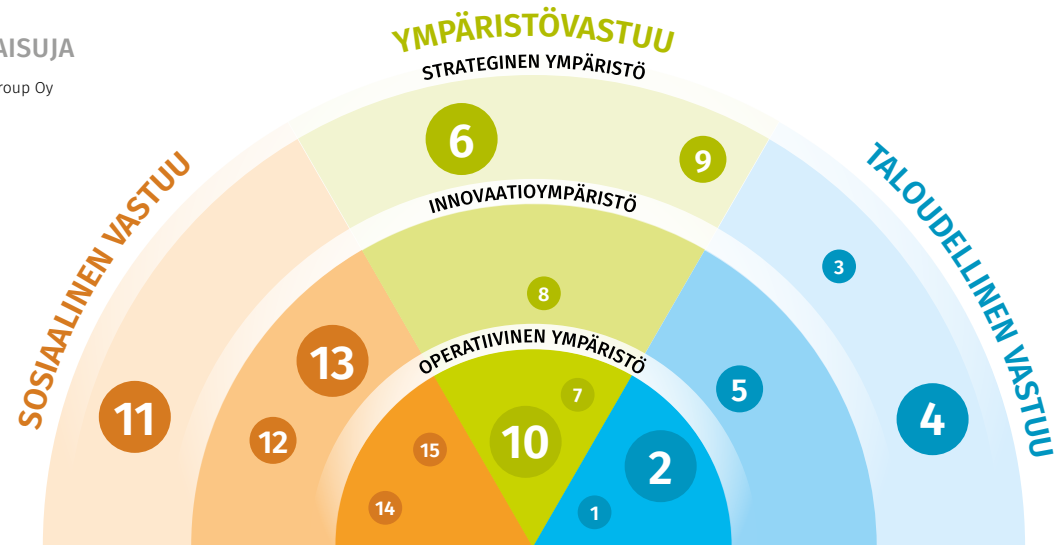 YMPÄRISTÖVASTUU
AISUJA
STRATEGINEN YMPÄRISTÖ
roup Oy
6
9
SOSIAALINEN VASTUU
TALOUDELLINEN VASTUU
INNOVAATIOYMPÄRISTÖ
3
8
OPERATIIVINEN YMPÄRISTÖ
13
5
7
11
4
12
10
15
2
14
1